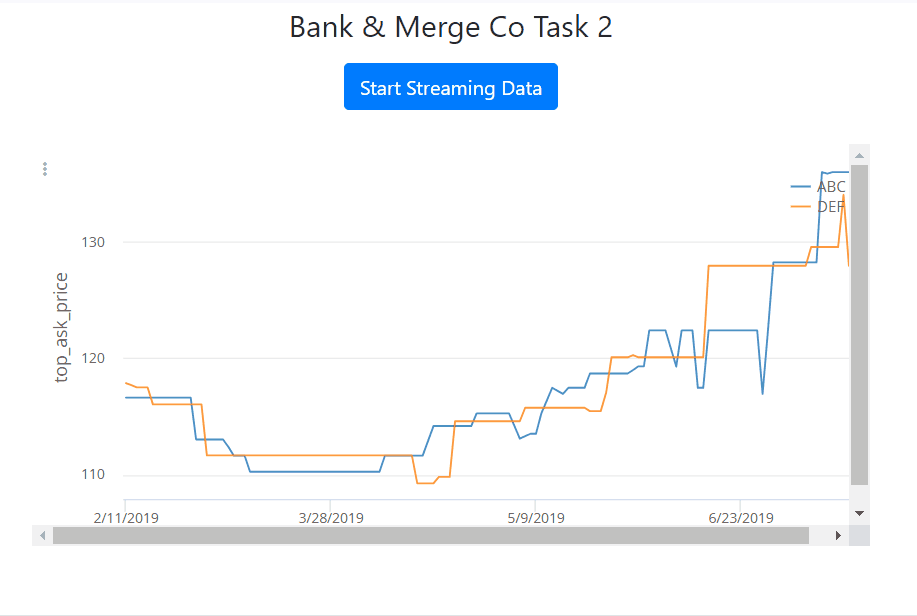 Bank & Merge Co Task 2
Start Streaming Data
ABC
DEF
130
120
110
top_ask_price
2/11/2019 3/28/2019 5/9/2019 6/23/2019